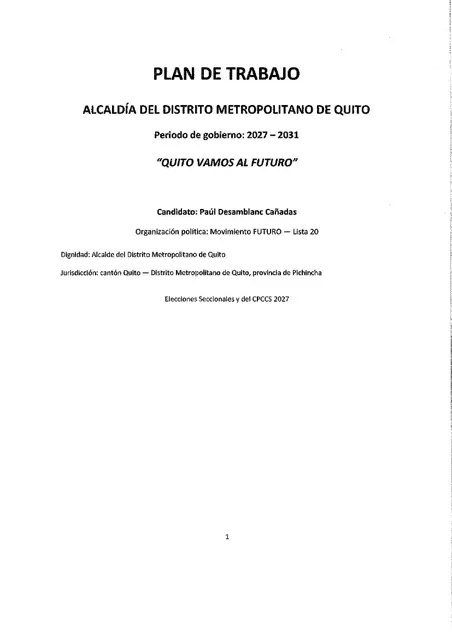 PLAN DE TRABAJO
ALCALDÍA DEL DISTRITO METROPOLITANO DE QUITO
Periodo de gobierno: 2027 – 2031
"QUITO VAMOS AL FUTURO"
Candidato: Paúl Desamblanc Cañadas
Organización política: Movimiento FUTURO — Lista 20
Dignidad: Alcalde del Distrito Metropolitano de Quito
Jurisdicción: cantón Quito — Distrito Metropolitano de Quito, provincia de Pichincha
Elecciones Seccionales y del CPCCS 2027
1